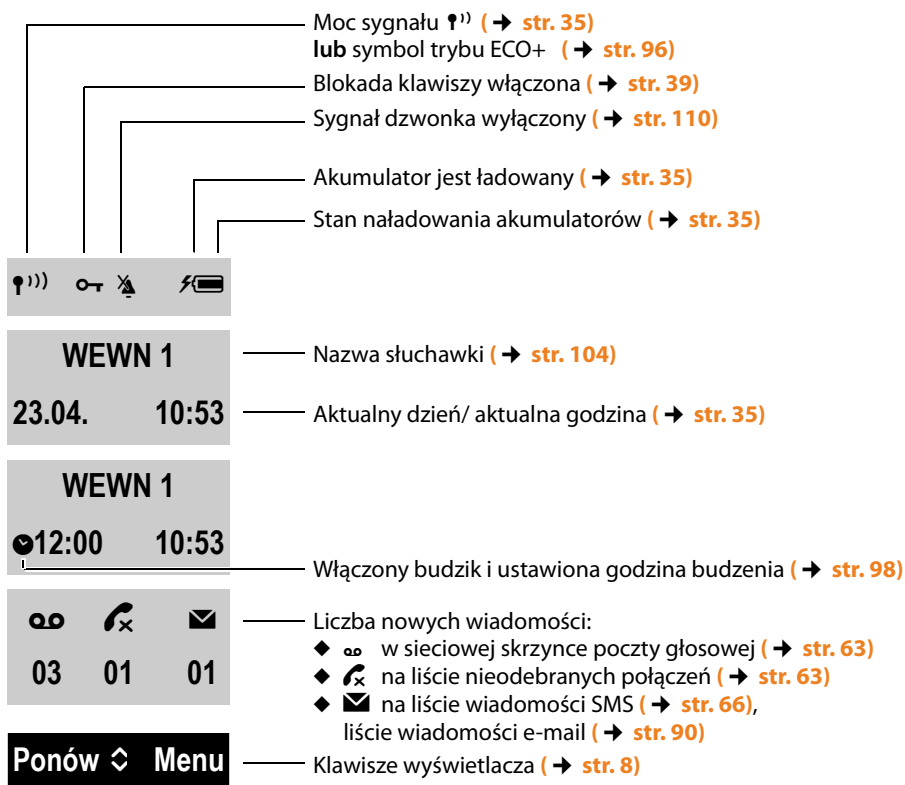 Moc sygnału ( ➔ str. 35)
lub symbol trybu ECO+ ( ➔ str. 96)
Blokada klawiszy włączona ( ➔ str. 39)
Sygnał dzwonka wyłączony ( ➔ str. 110)
Akumulator jest ładowany ( ➔ str. 35)
Stan naładowania akumulatorów ( ➔ str. 35)
WEWN 1
Nazwa słuchawki ( ➔ str. 104)
23.04. 10:53
Aktualny dzień/ aktualna godzina ( ➔ str. 35)
WEWN 1
12:00 10:53
Włączony budzik i ustawiona godzina budzenia ( ➔ str. 98)
Liczba nowych wiadomości:
◆ w sieciowej skrzynce poczty głosowej ( ➔ str. 63)
03 01 01
◆ na liście nieodebranych połączeń ( ➔ str. 63)
◆ na liście wiadomości SMS ( ➔ str. 66),
liście wiadomości e-mail ( ➔ str. 90)
Ponów Menu
Klawisze wyświetlacza ( ➔ str. 8)